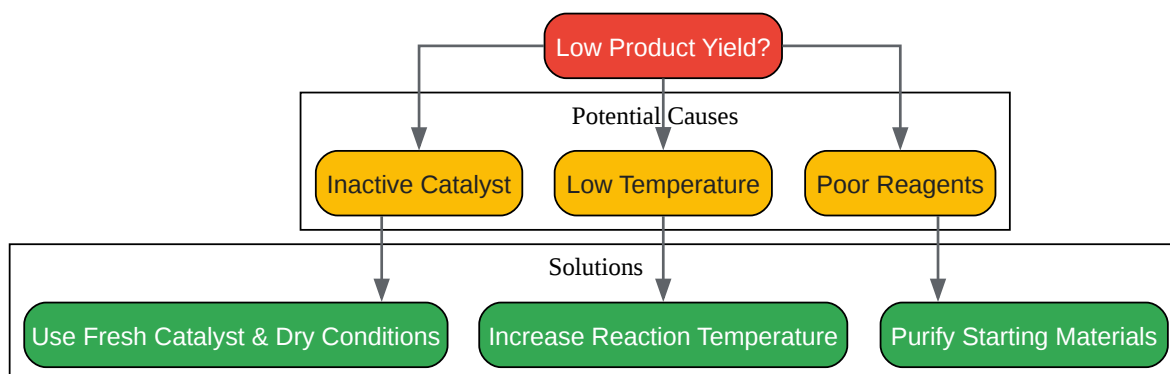 Low Product Yield?
Potential Causes
Inactive Catalyst
Low Temperature
Poor Reagents
Solutions
Use Fresh Catalyst & Dry Conditions
Increase Reaction Temperature
Purify Starting Materials